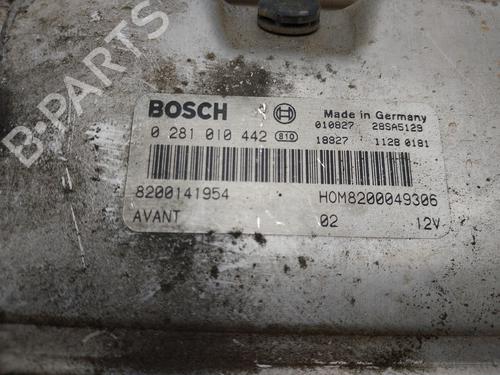 B-PARTS
BOSCH Made in Germany
010827 28SA5129
0 281 010 442 810 18827 1128 0181
8200141954 HOM8200049306
AVANT 02 12V